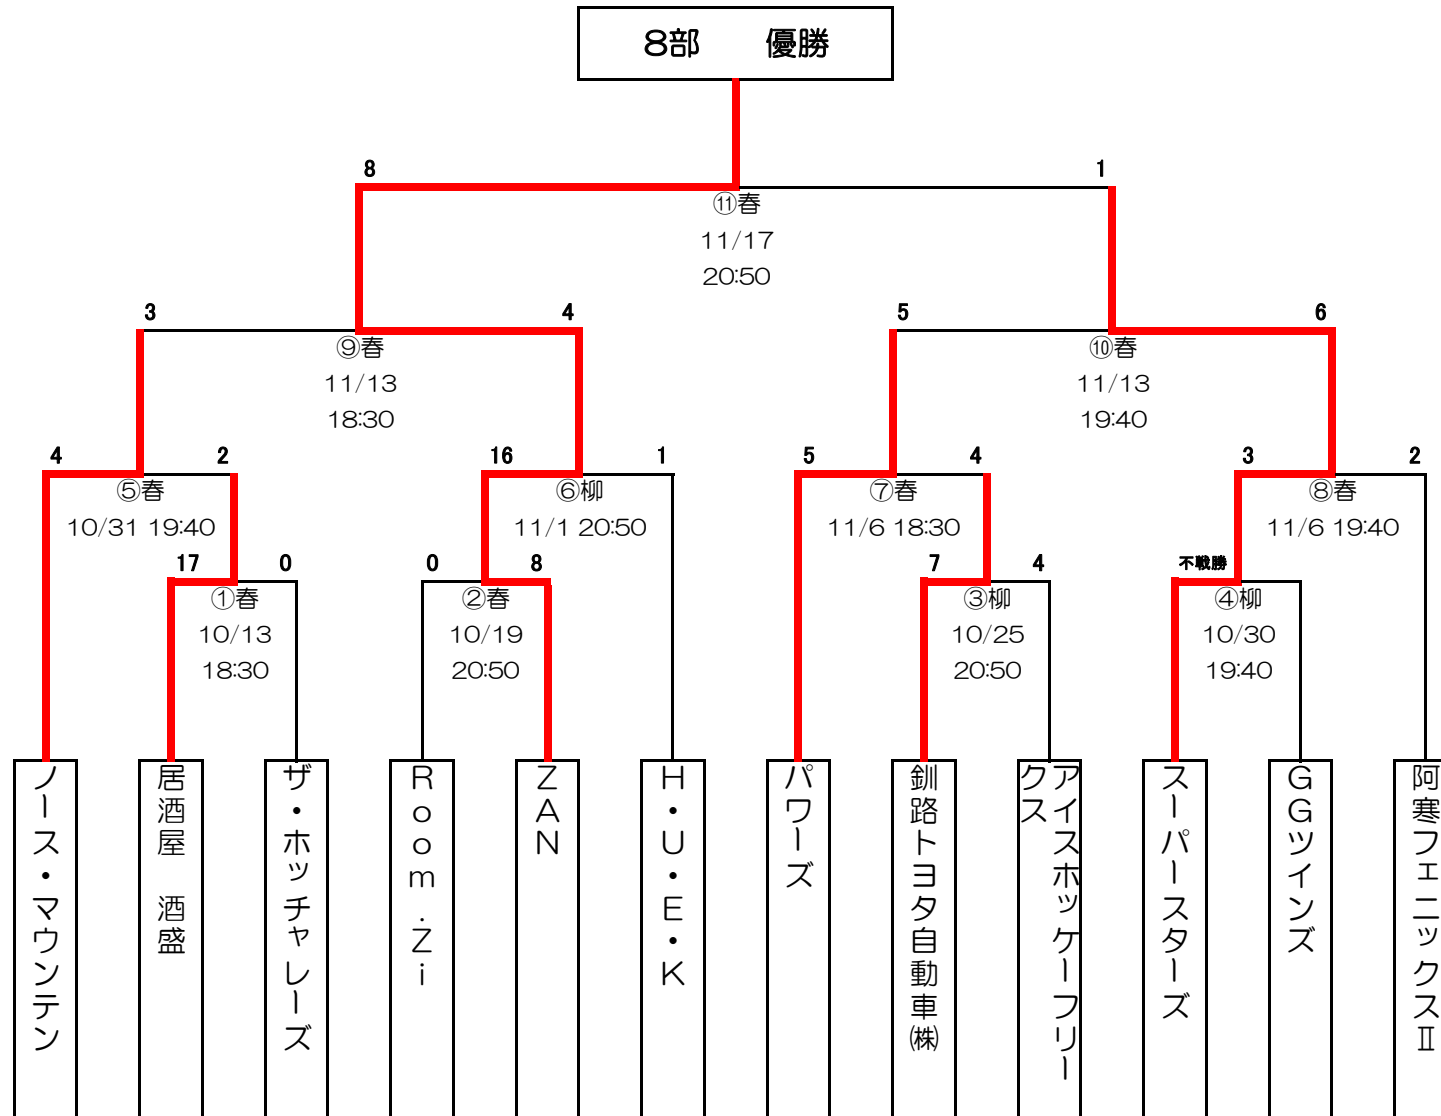 8部　優勝
8
1
⑪春
11/17
20:50
3
4
5
6
⑨春
11/13
18:30
⑩春
11/13
19:40
4
2
16
1
5
4
3
2
⑤春
10/31 19:40
⑥柳
11/1 20:50
⑦春
11/6 18:30
⑧春
11/6 19:40
17
0
0
8
7
4
不戦勝
①春
10/13
18:30
②春
10/19
20:50
③柳
10/25
20:50
④柳
10/30
19:40
ノース・マウンテン
居酒屋　酒盛
ザ・ホッチャレーズ
Room.Zi
ZAN
H・U・E・K
パワーズ
釧路トヨタ自動車㈱
アイスホッケーフリー
クス
スーパースターズ
GGツインズ
阿寒フェニックスⅡ